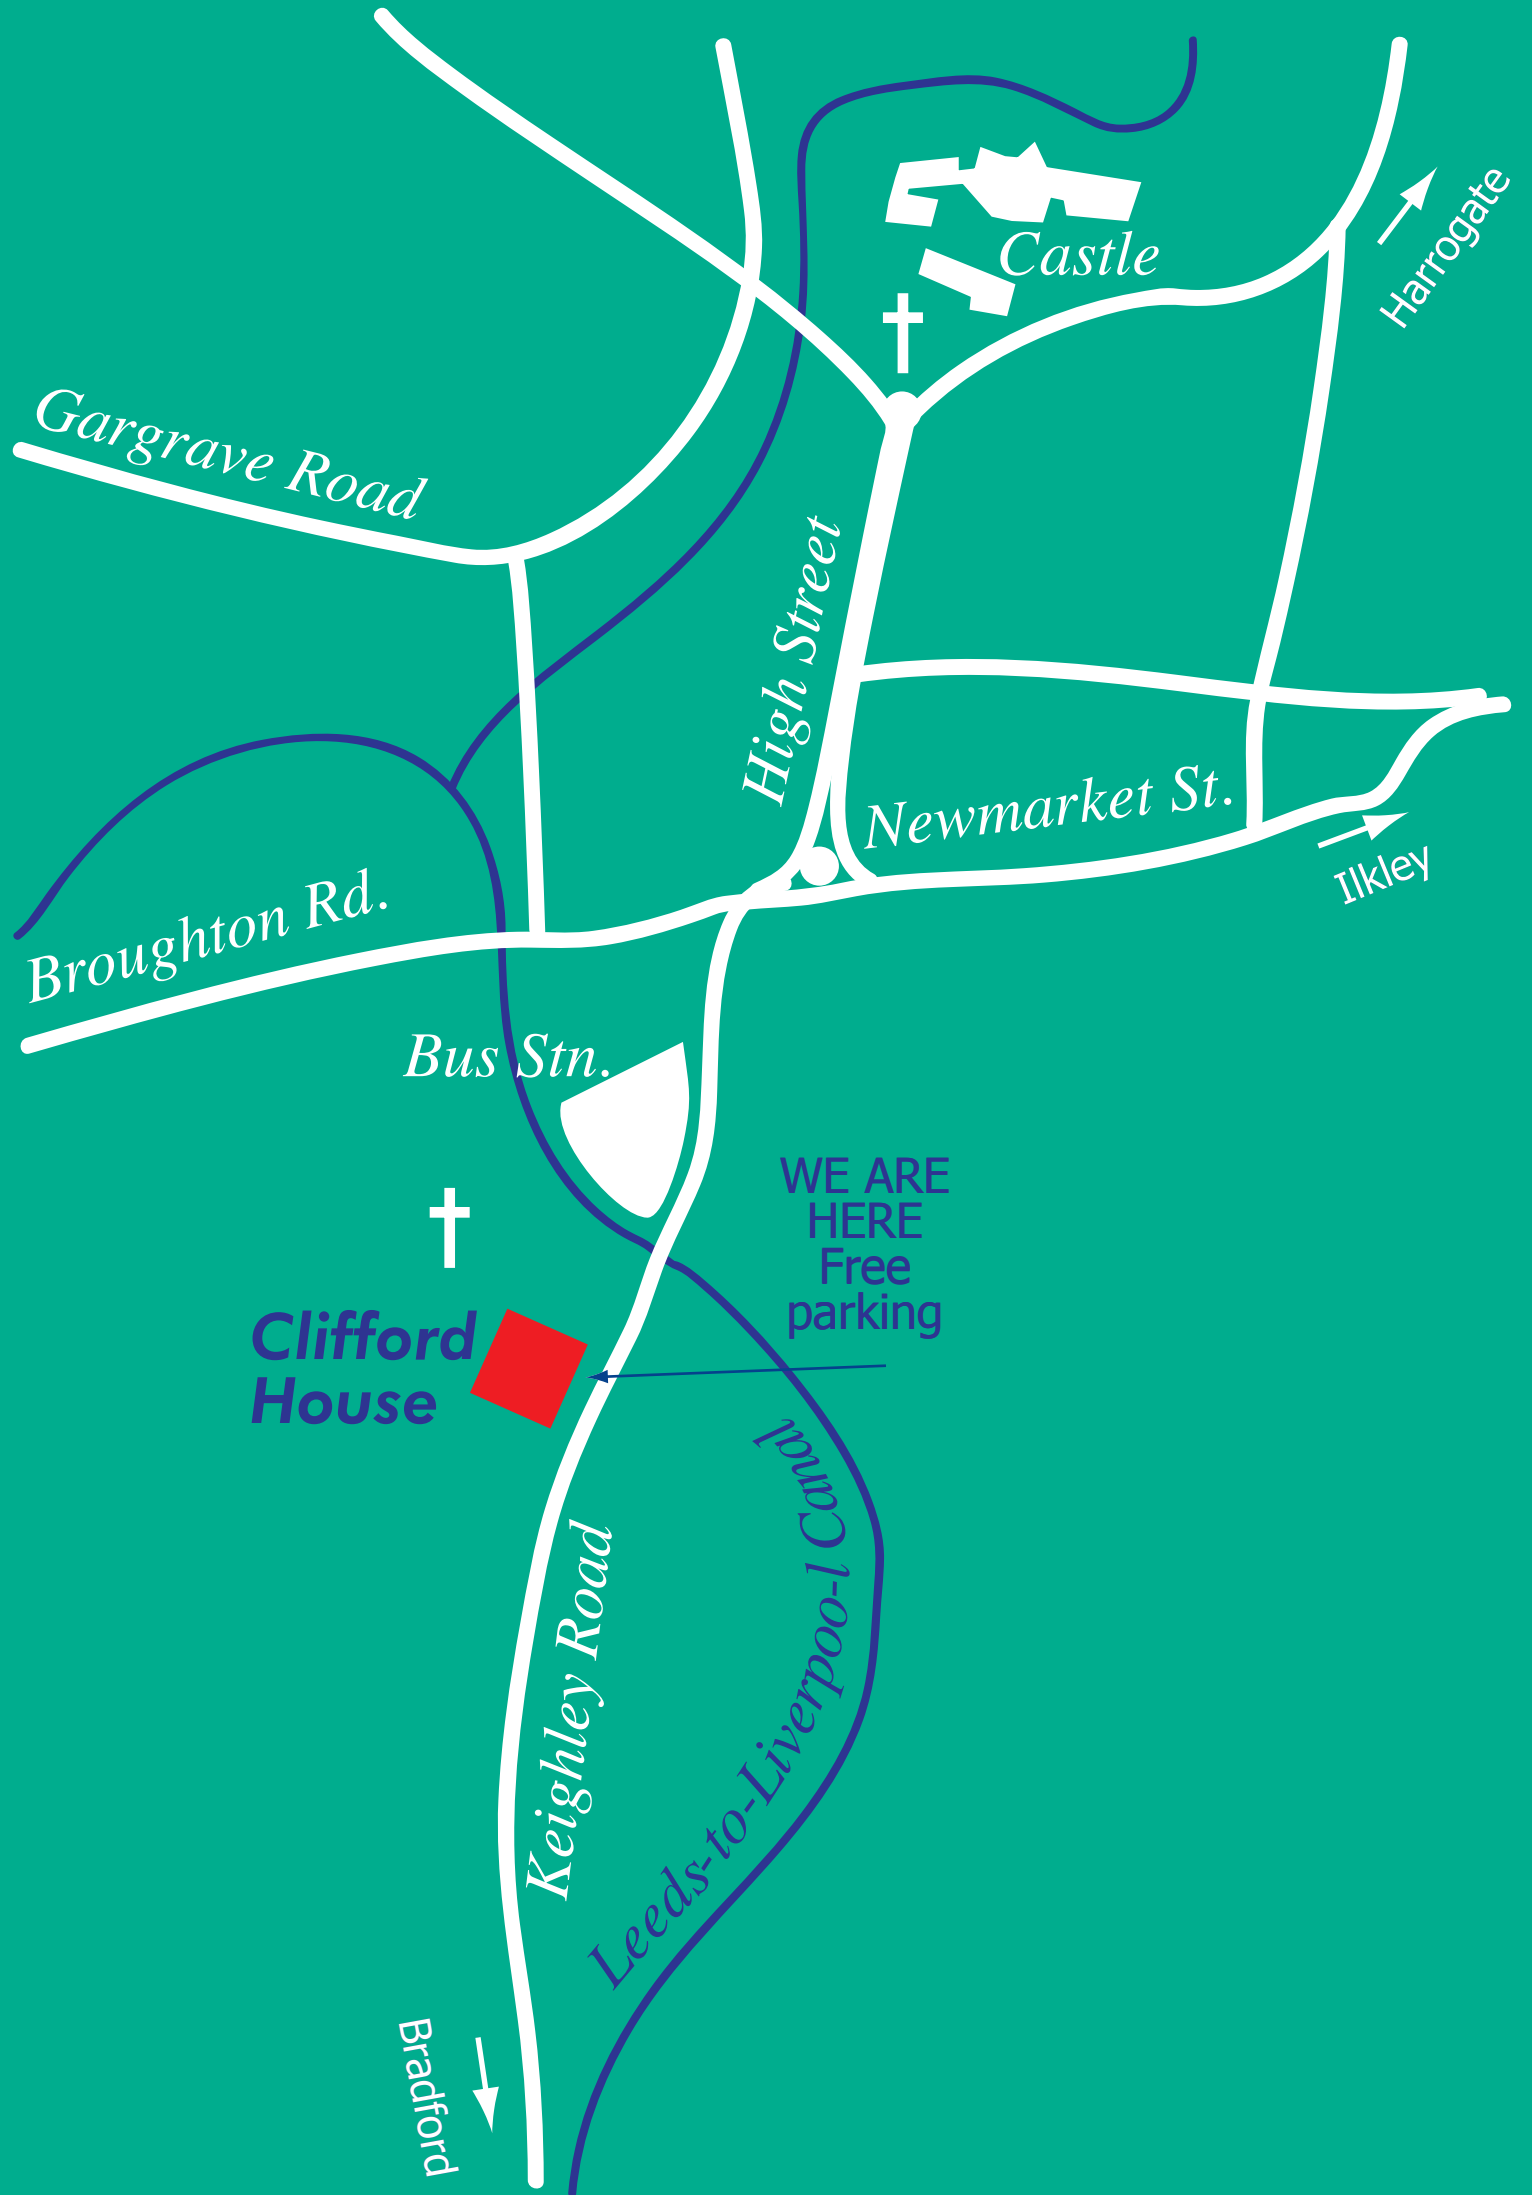 Castle
Harrogate
Gargrave Road
High Street
Newmarket St.
Ilkley
Broughton Rd.
Bus Stn.
WE ARE
HERE
Free
parking
Clifford
House
Leeds-to-Liverpoo-l Canal
Keighley Road
Bradford